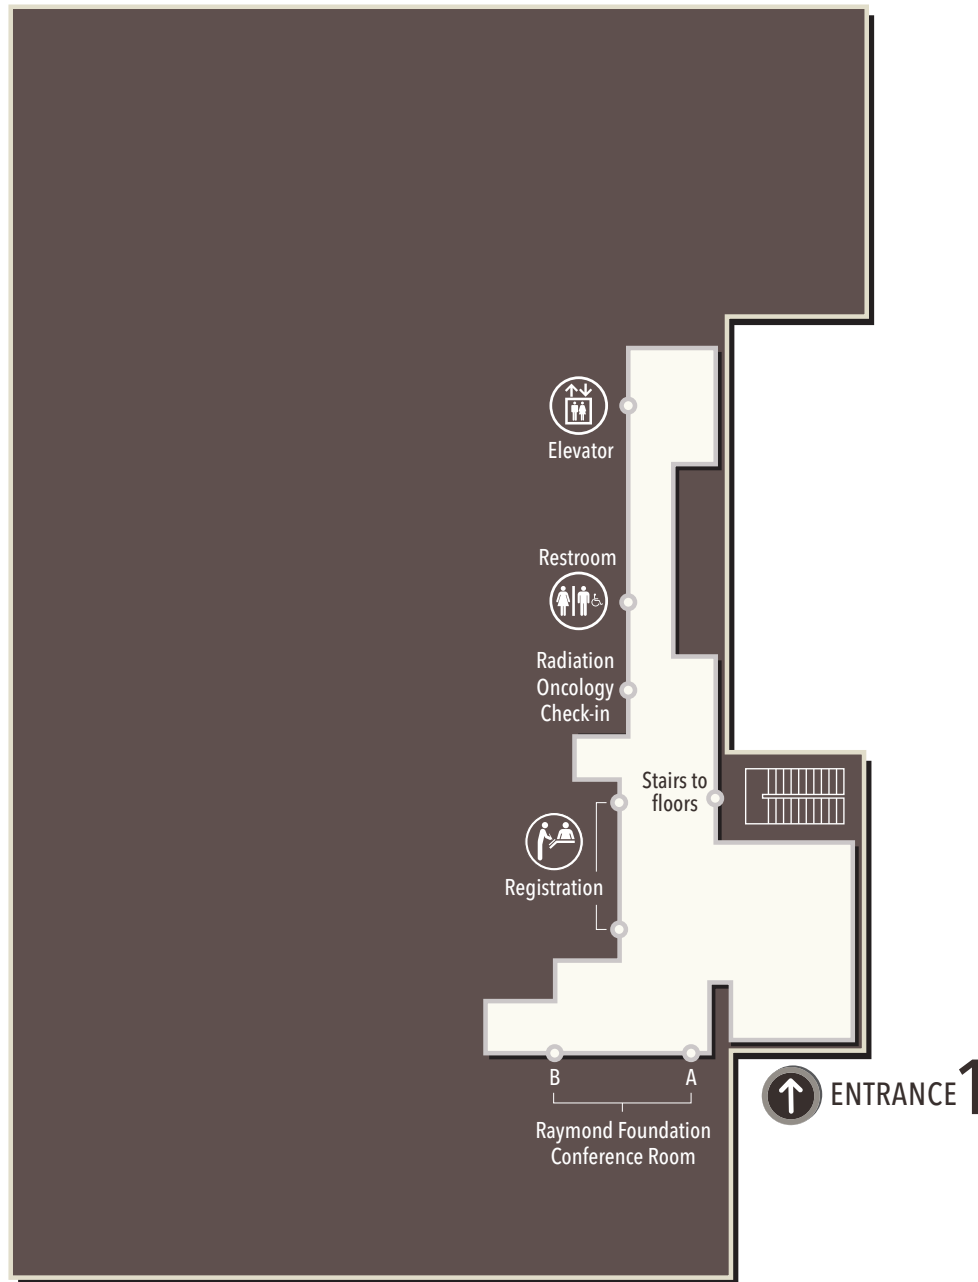 Elevator
Restroom
Radiation
Oncology
Check-in
Stairs to
floors
Registration
B
A
ENTRANCE 1
Raymond Foundation
Conference Room